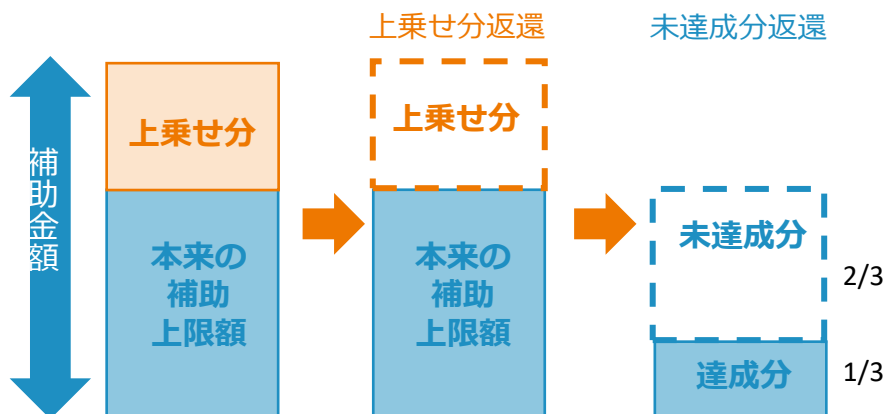 上乗せ分返還
未達成分返還
補助金額
上乗せ分
本来の
補助
上限額
上乗せ分
本来の
補助
上限額
未達成分
2/3
達成分
1/3